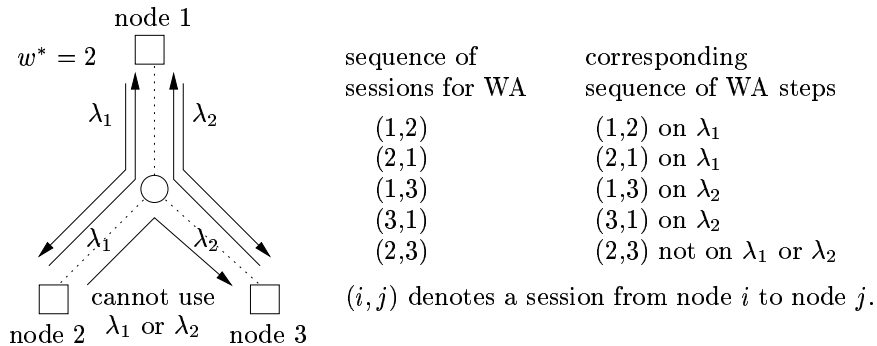 node 1
w* = 2
λ₁
λ₂
λ₁
λ₂
cannot use
λ₁ or λ₂
node 2
node 3
sequence of
sessions for WA
(1,2)
(2,1)
(1,3)
(3,1)
(2,3)
corresponding
sequence of WA steps
(1,2) on λ₁
(2,1) on λ₁
(1,3) on λ₂
(3,1) on λ₂
(2,3) not on λ₁ or λ₂
(i, j) denotes a session from node i to node j.